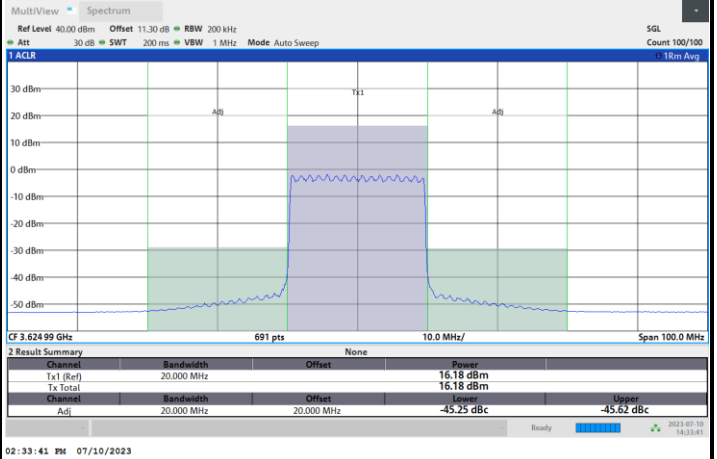 MultiView Spectrum
Ref Level 40.00 dBm Offset 11.30 dB RBW 200 kHz SGL
Att 30 dB SWT 200 ms VBW 1 MHz Mode Auto Sweep Count 100/100
1 ACLR 1Rm Avg
30 dBm
Tx1
20 dBm
Adj Adj
10 dBm
0 dBm
-10 dBm
-20 dBm
-30 dBm
-40 dBm
-50 dBm
CF 3.62499 GHz 691 pts 10.0 MHz/ Span 100.0 MHz
2 Result Summary None
Channel Bandwidth Offset Power
Tx1 (Ref) 20.000 MHz 16.18 dBm
Tx Total 16.18 dBm
Channel Bandwidth Offset Lower Upper
Adj 20.000 MHz 20.000 MHz -45.25 dBc -45.62 dBc
Ready 2023-07-10
14:33:41
02:33:41 PM 07/10/2023